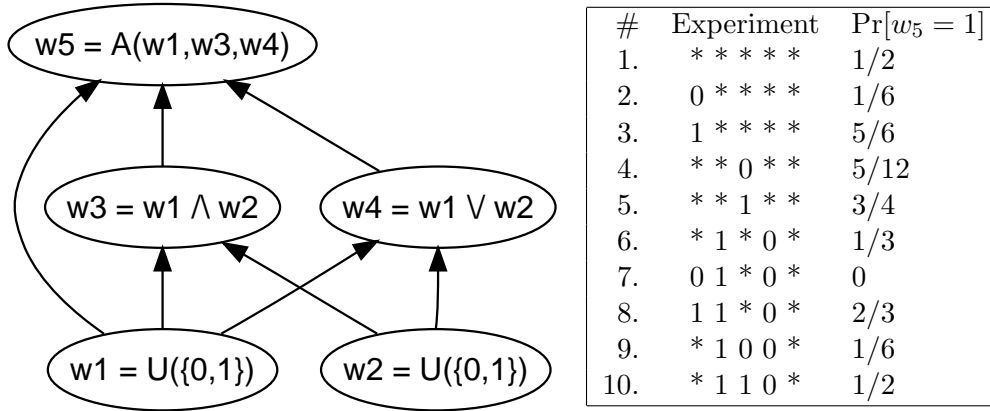 w5 = A(w1,w3,w4)
w3 = w1 /\ w2
w4 = w1 \/ w2
w1 = U({0,1})
w2 = U({0,1})
# Experiment Pr[w₅ = 1]
1. * * * * * 1/2
2. 0 * * * * 1/6
3. 1 * * * * 5/6
4. * * 0 * * 5/12
5. * * 1 * * 3/4
6. * 1 * 0 * 1/3
7. 0 1 * 0 * 0
8. 1 1 * 0 * 2/3
9. * 1 0 0 * 1/6
10. * 1 1 0 * 1/2